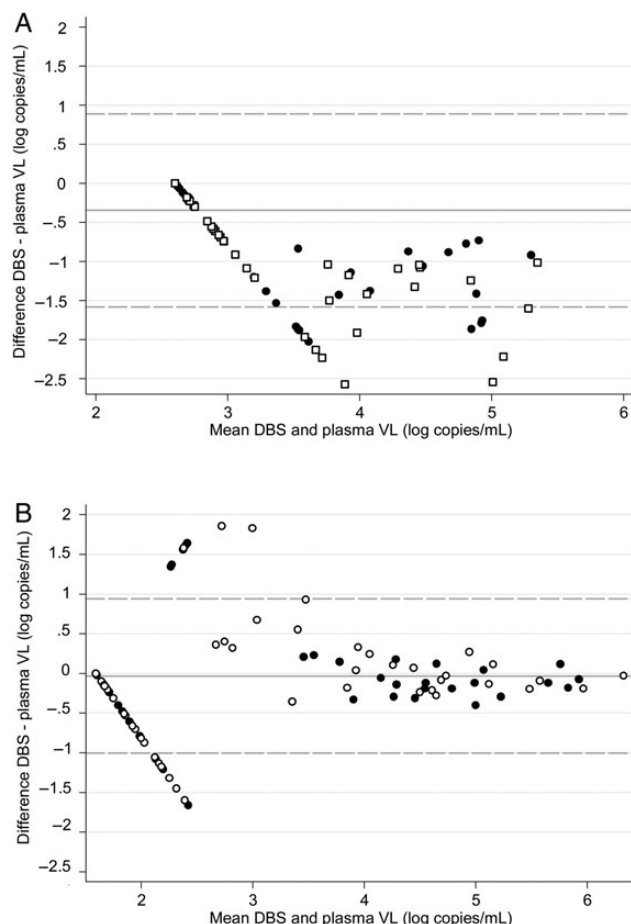 A
Difference DBS - plasma VL (log copies/mL)
2
1.5
1
.5
0
–.5
–1
–1.5
–2
–2.5
2 3 4 5 6
Mean DBS and plasma VL (log copies/mL)
B
Difference DBS - plasma VL (log copies/mL)
2
1.5
1
.5
0
–.5
–1
–1.5
–2
–2.5
2 3 4 5 6
Mean DBS and plasma VL (log copies/mL)